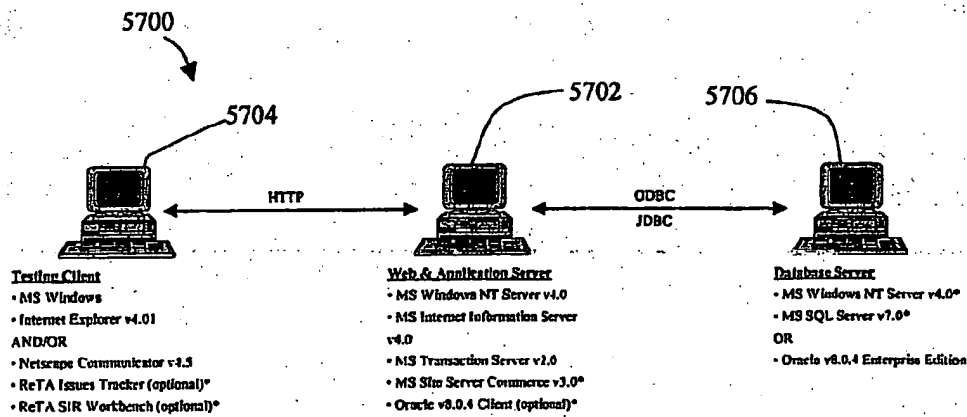 5700
5704
5702
5706
HTTP
ODBC
JDBC
Testing Client
• MS Windows
• Internet Explorer v4.01
AND/OR
• Netscape Communicator v4.5
• ReTA Issues Tracker (optional)*
• ReTA SIR Workbench (optional)*
Web & Application Server
• MS Windows NT Server v4.0
• MS Internet Information Server
v4.0
• MS Transaction Server v2.0
• MS Site Server Commerce v3.0*
• Oracle v8.0.4 Client (optional)*
Database Server
• MS Windows NT Server v4.0*
• MS SQL Server v7.0*
OR
• Oracle v8.0.4 Enterprise Edition